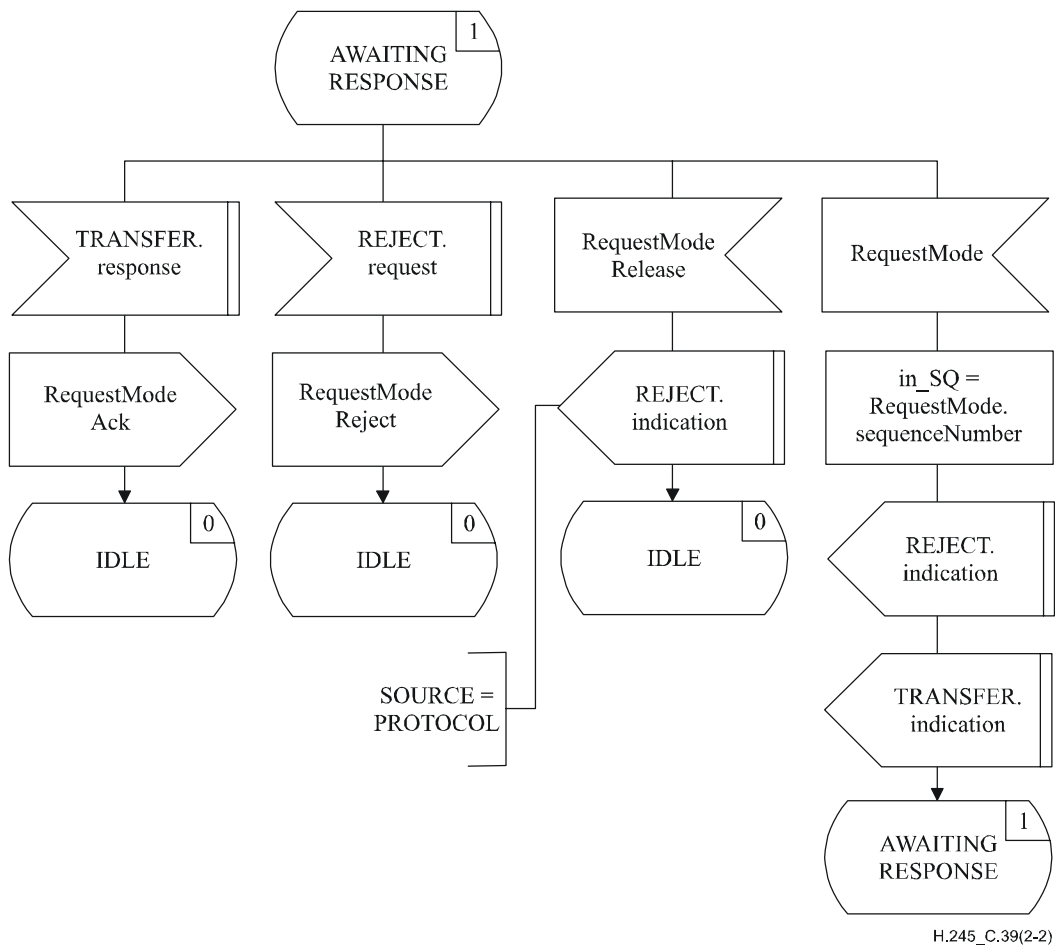 1
AWAITING
RESPONSE
TRANSFER.
response
REJECT.
request
RequestMode
Release
RequestMode
RequestMode
Ack
RequestMode
Reject
REJECT.
indication
in_SQ =
RequestMode.
sequenceNumber
0
IDLE
0
IDLE
0
IDLE
REJECT.
indication
SOURCE =
PROTOCOL
TRANSFER.
indication
1
AWAITING
RESPONSE
H.245_C.39(2-2)